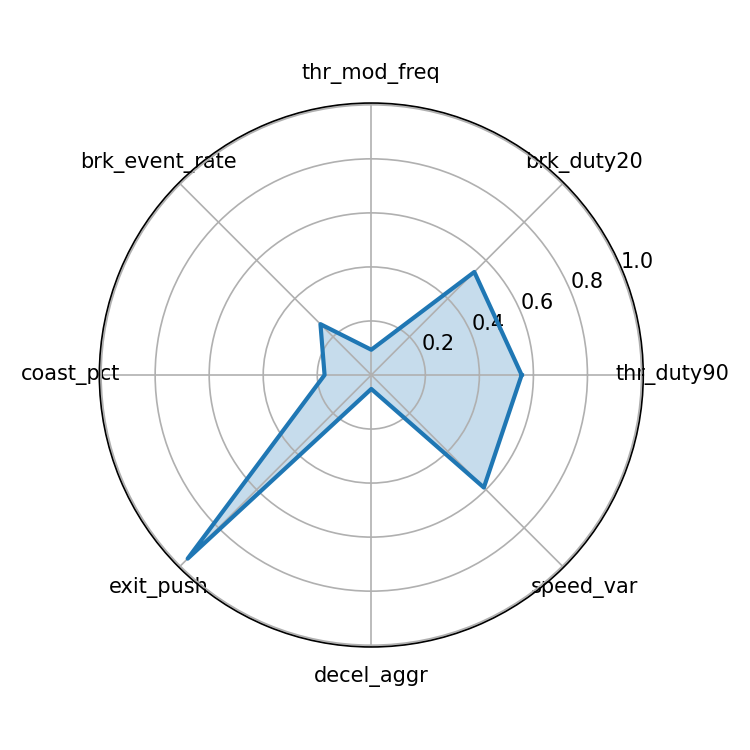 thr_mod_freq
brk_event_rate
brk_duty20
1.0
0.8
0.6
0.4
0.2
coast_pct
thr_duty90
exit_push
speed_var
decel_aggr